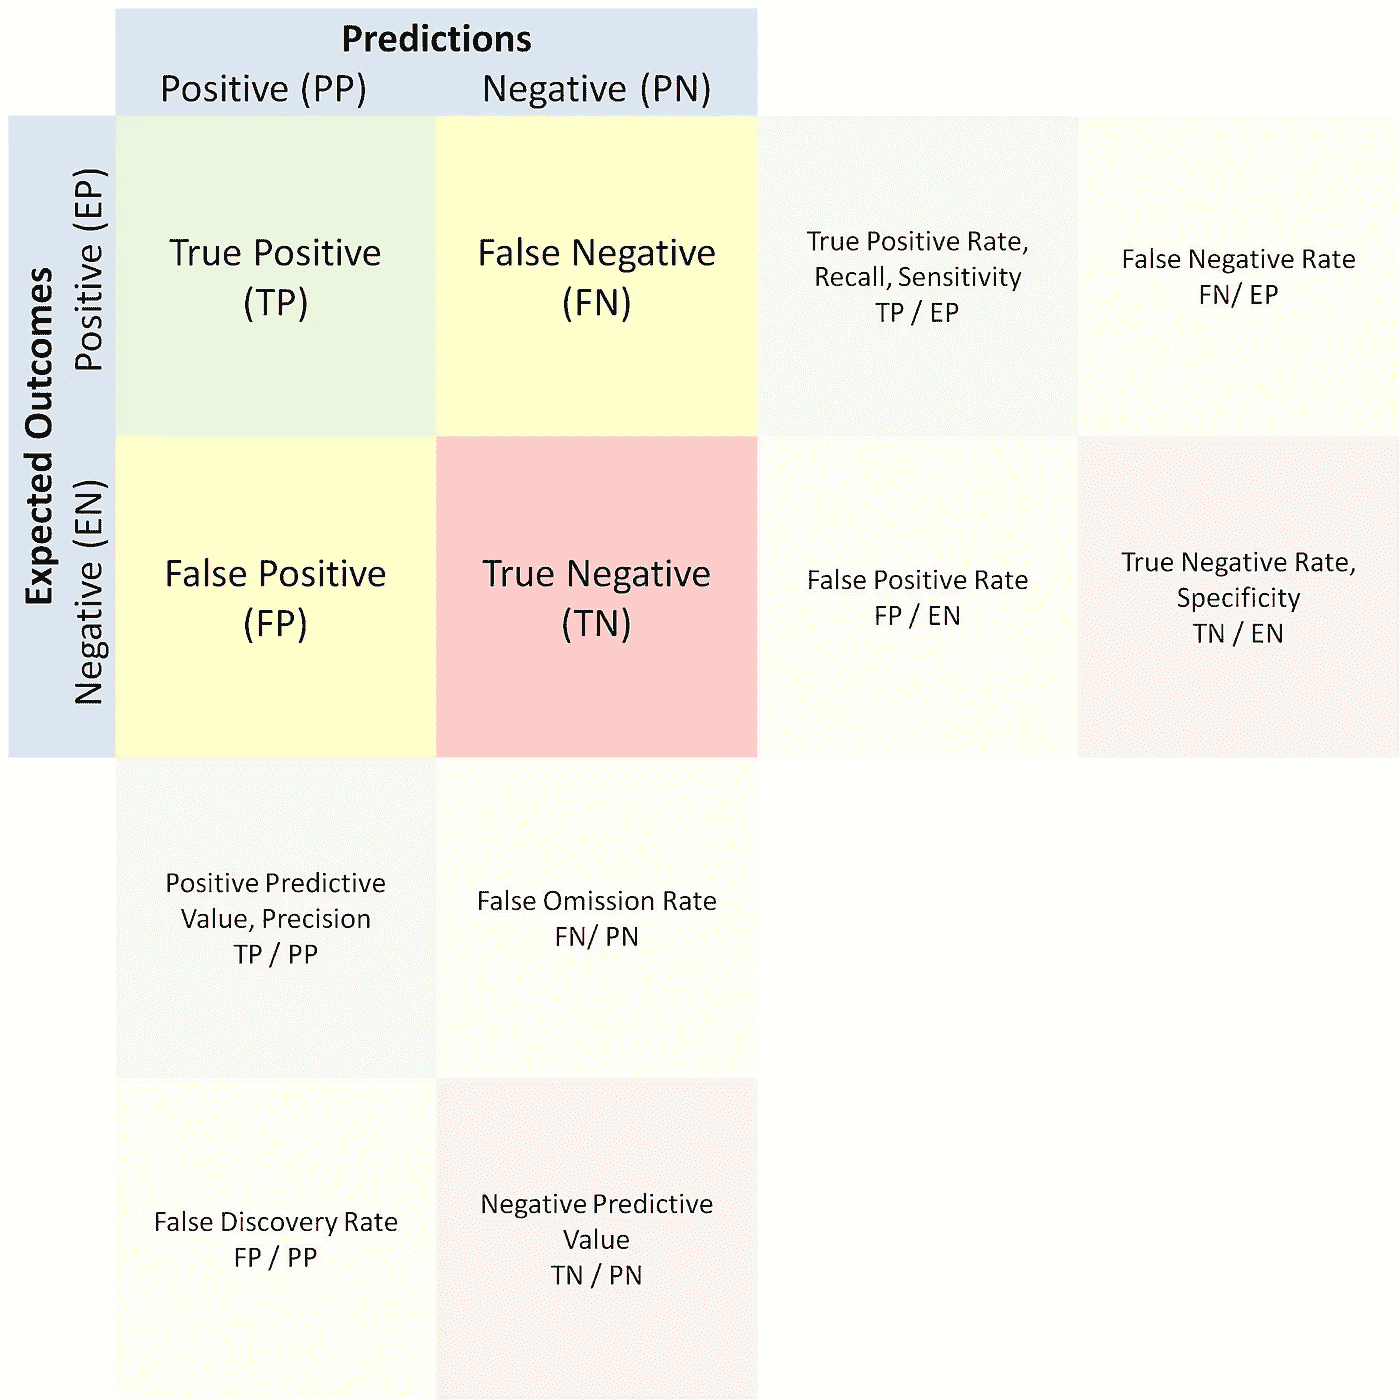 Predictions
Positive (PP)
Negative (PN)
Expected Outcomes
Positive (EP)
Negative (EN)
True Positive
(TP)
False Negative
(FN)
True Positive Rate,
Recall, Sensitivity
TP / EP
False Negative Rate
FN/ EP
False Positive
(FP)
True Negative
(TN)
False Positive Rate
FP / EN
True Negative Rate,
Specificity
TN / EN
Positive Predictive
Value, Precision
TP / PP
False Omission Rate
FN/ PN
False Discovery Rate
FP / PP
Negative Predictive
Value
TN / PN